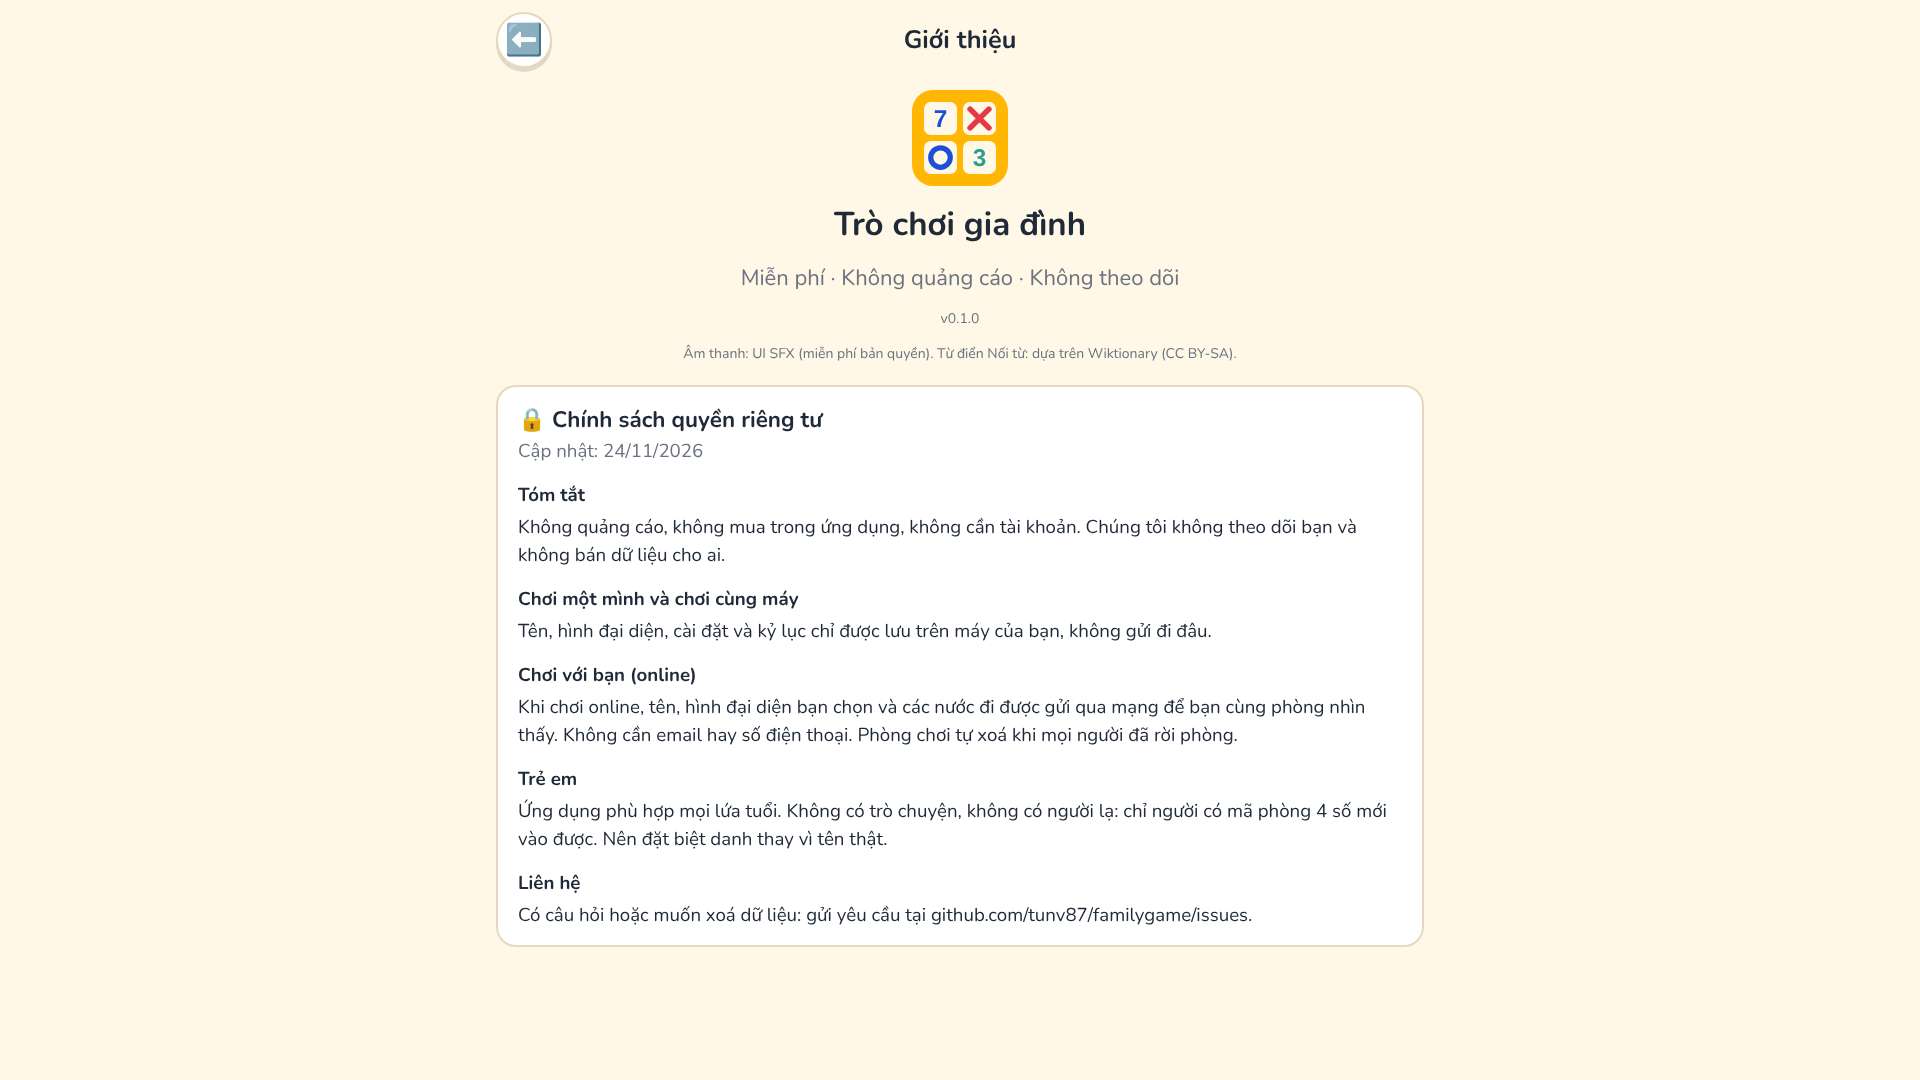 Giới thiệu
7
3
Trò chơi gia đình
Miễn phí · Không quảng cáo · Không theo dõi
v0.1.0
Âm thanh: UI SFX (miễn phí bản quyền). Từ điển Nối từ: dựa trên Wiktionary (CC BY-SA).
🔒 Chính sách quyền riêng tư
Cập nhật: 24/11/2026
Tóm tắt
Không quảng cáo, không mua trong ứng dụng, không cần tài khoản. Chúng tôi không theo dõi bạn và
không bán dữ liệu cho ai.
Chơi một mình và chơi cùng máy
Tên, hình đại diện, cài đặt và kỷ lục chỉ được lưu trên máy của bạn, không gửi đi đâu.
Chơi với bạn (online)
Khi chơi online, tên, hình đại diện bạn chọn và các nước đi được gửi qua mạng để bạn cùng phòng nhìn
thấy. Không cần email hay số điện thoại. Phòng chơi tự xoá khi mọi người đã rời phòng.
Trẻ em
Ứng dụng phù hợp mọi lứa tuổi. Không có trò chuyện, không có người lạ: chỉ người có mã phòng 4 số mới
vào được. Nên đặt biệt danh thay vì tên thật.
Liên hệ
Có câu hỏi hoặc muốn xoá dữ liệu: gửi yêu cầu tại github.com/tunv87/familygame/issues.